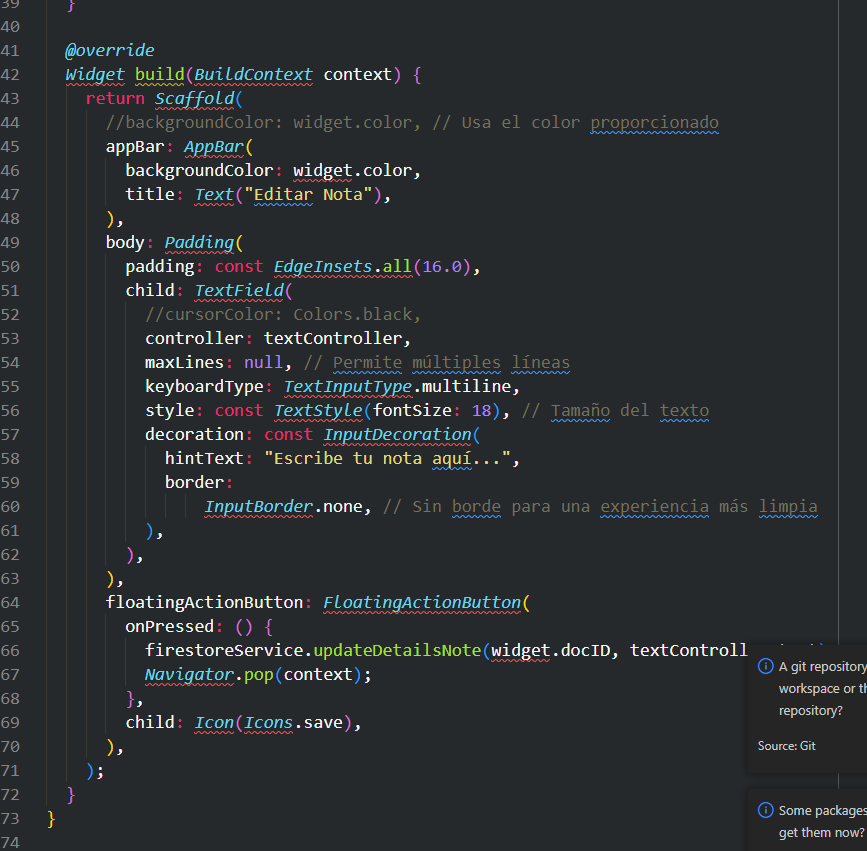 39 }
40
41 @override
42 Widget build(BuildContext context) {
43 return Scaffold(
44 //backgroundColor: widget.color, // Usa el color proporcionado
45 appBar: AppBar(
46 backgroundColor: widget.color,
47 title: Text("Editar Nota"),
48 ),
49 body: Padding(
50 padding: const EdgeInsets.all(16.0),
51 child: TextField(
52 //cursorColor: Colors.black,
53 controller: textController,
54 maxLines: null, // Permite múltiples líneas
55 keyboardType: TextInputType.multiline,
56 style: const TextStyle(fontSize: 18), // Tamaño del texto
57 decoration: const InputDecoration(
58 hintText: "Escribe tu nota aquí...",
59 border:
60 InputBorder.none, // Sin borde para una experiencia más limpia
61 ),
62 ),
63 ),
64 floatingActionButton: FloatingActionButton(
65 onPressed: () {
66 firestoreService.updateDetailsNote(widget.docID, textControll
67 Navigator.pop(context);
68 },
69 child: Icon(Icons.save),
70 ),
71 );
72 }
73 }
74
A git repository
workspace or th
repository?
Source: Git
Some packages
get them now?